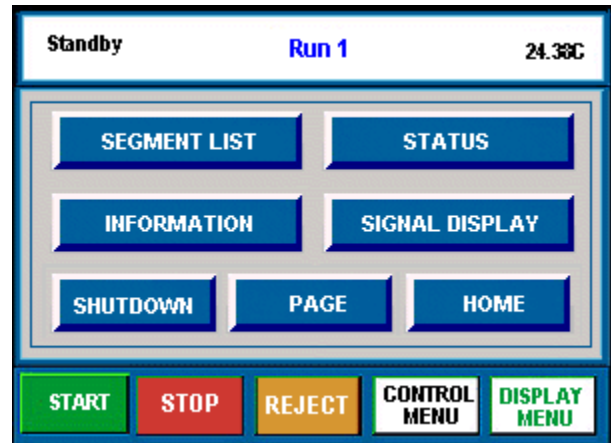 Standby Run 1 24.38C
SEGMENT LIST STATUS
INFORMATION SIGNAL DISPLAY
SHUTDOWN PAGE HOME
START STOP REJECT CONTROL MENU DISPLAY MENU